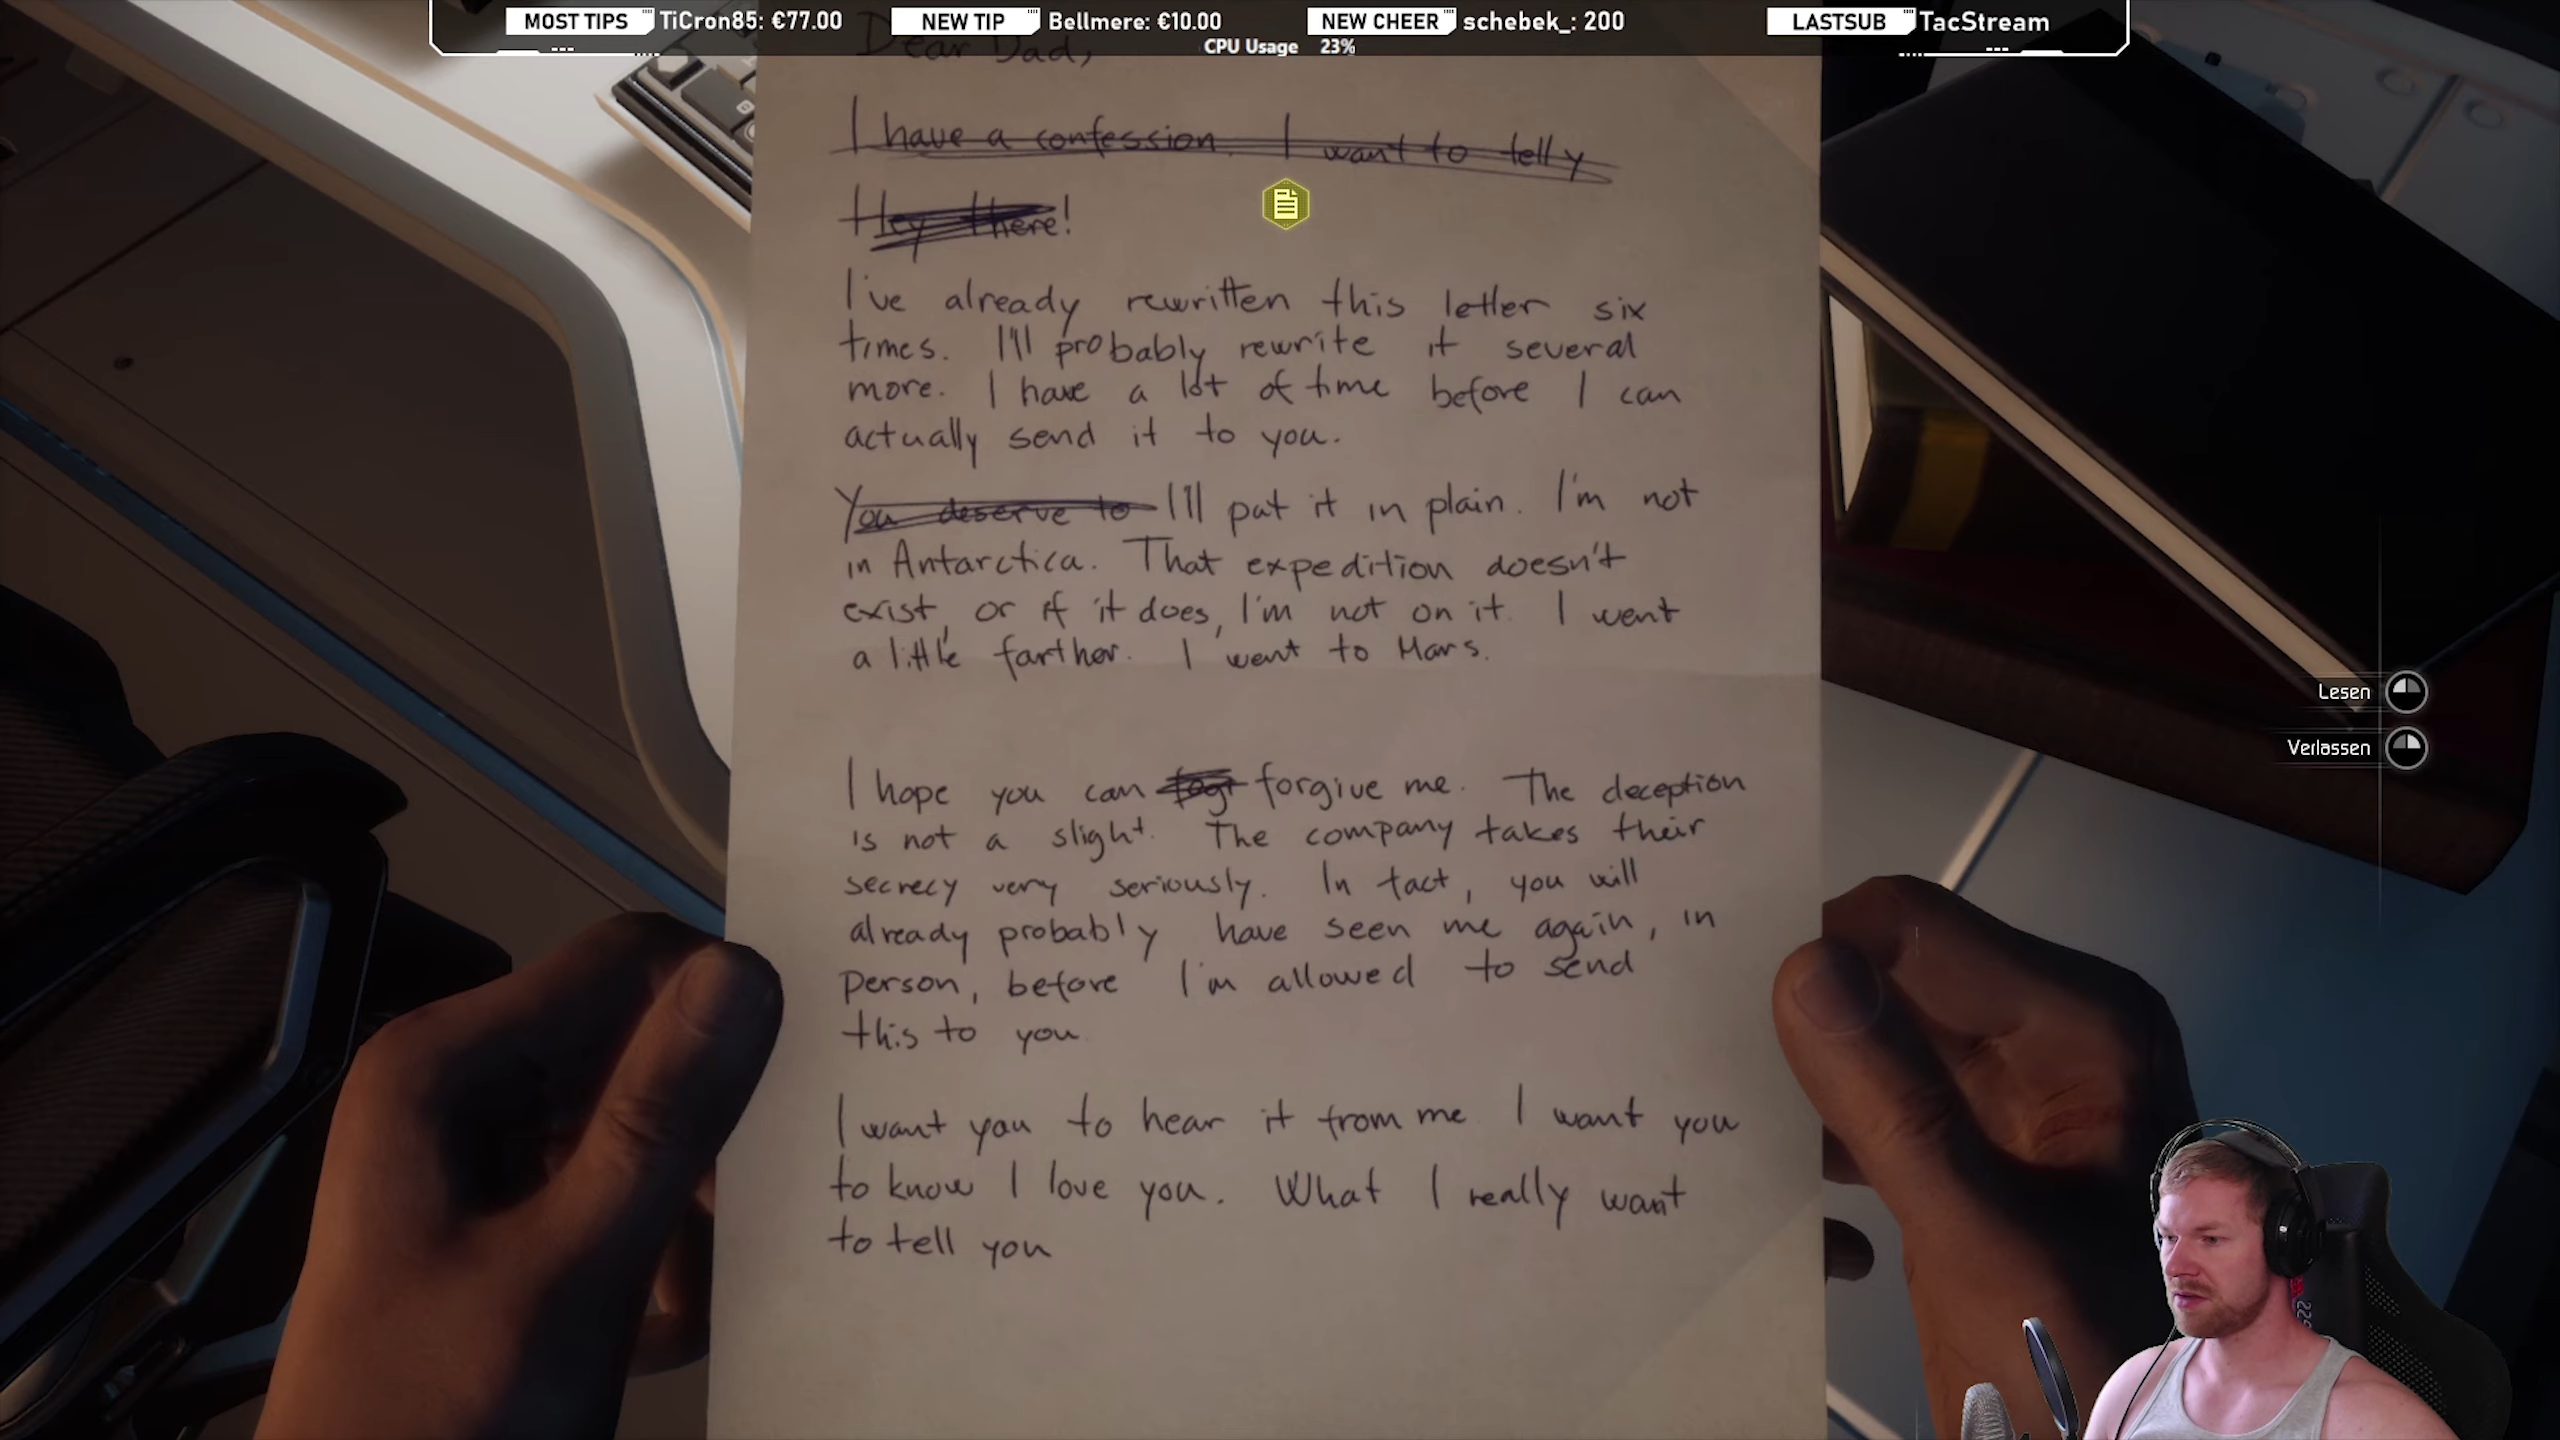 MOST TIPS TiCron85: €77.00 NEW TIP Bellmere: €10.00 NEW CHEER schebek_: 200 LASTSUB TacStream
CPU Usage 23%
Dear Dad,
I have a confession. I want to tell y
Hey there!
I've already rewritten this letter six
times. I'll probably rewrite it several
more. I have a lot of time before I can
actually send it to you.
You deserve to I'll put it in plain. I'm not
in Antarctica. That expedition doesn't
exist, or if it does, I'm not on it. I went
a little farther. I went to Mars.
I hope you can forgive me. The deception
is not a slight. The company takes their
secrecy very seriously. In fact, you will
already probably have seen me again, in
person, before I'm allowed to send
this to you.
I want you to hear it from me. I want you
to know I love you. What I really want
to tell you
Lesen
Verlassen